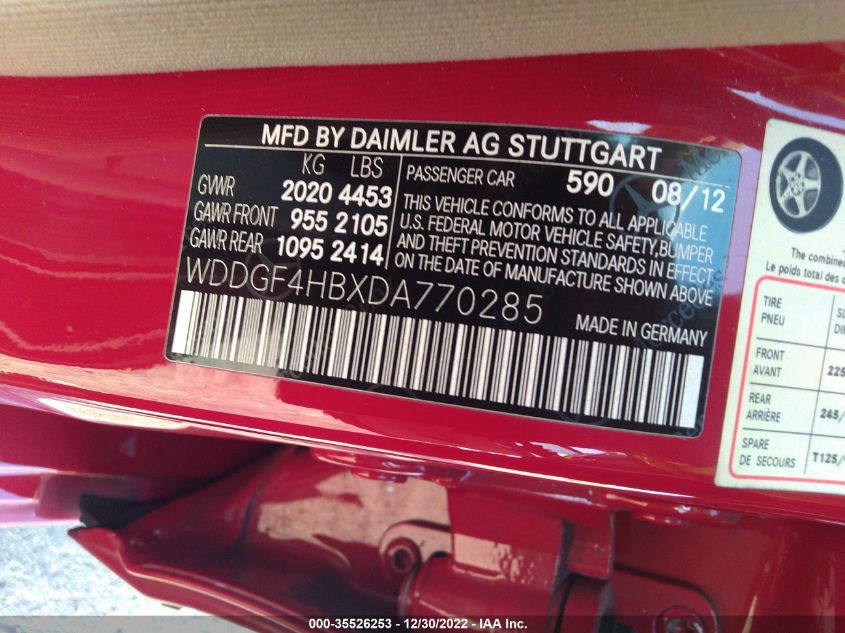 MFD BY DAIMLER AG STUTTGART
KG LBS
GVWR 2020 4453
GAWR FRONT 955 2105
GAWR REAR 1095 2414
PASSENGER CAR 590 08/12
THIS VEHICLE CONFORMS TO ALL APPLICABLE
U.S. FEDERAL MOTOR VEHICLE SAFETY,BUMPER
AND THEFT PREVENTION STANDARDS IN EFFECT
ON THE DATE OF MANUFACTURE SHOWN ABOVE
WDDGF4HBXDA770285
MADE IN GERMANY
The combined
Le poids total des
TIRE
PNEU
FRONT
AVANT
225
REAR
ARRIÈRE
245/
SPARE
DE SECOURS
T125/
000-35526253 - 12/30/2022 - IAA Inc.